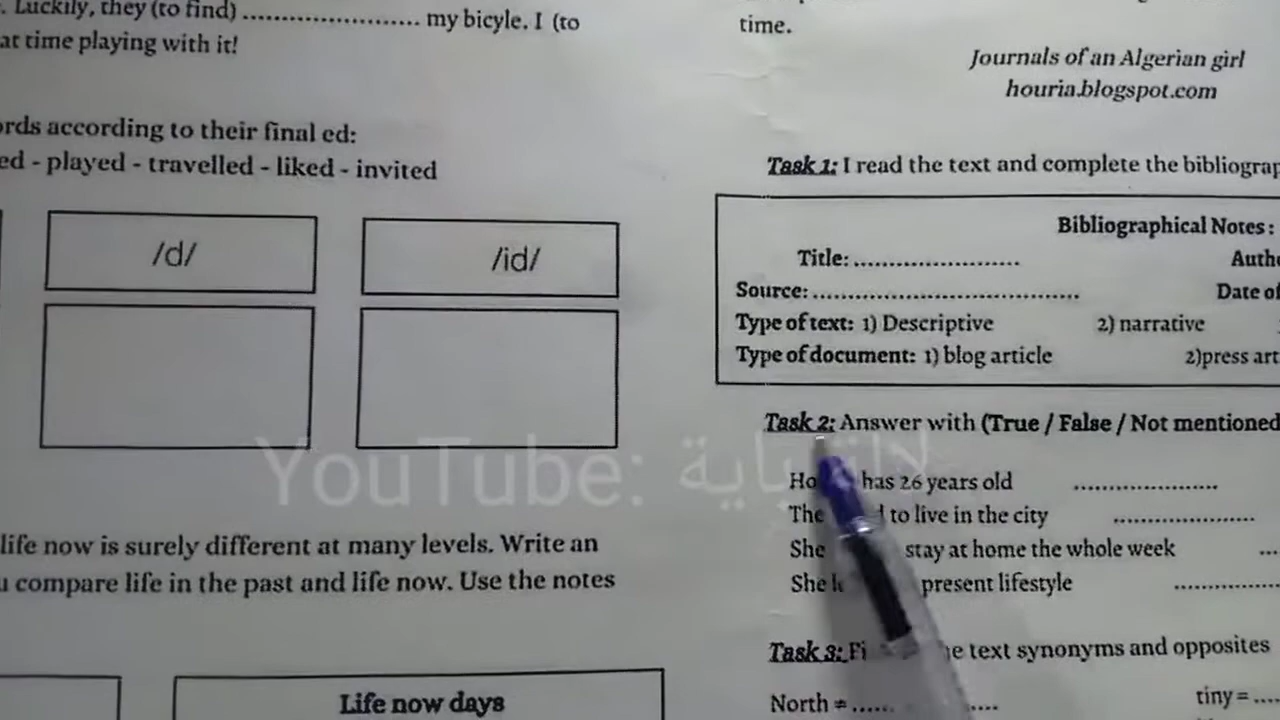 . Luckily, they (to find) ......................... my bicyle. I (to
at time playing with it!
ords according to their final ed:
ed - played - travelled - liked - invited
/d/ /id/
life now is surely different at many levels. Write an
u compare life in the past and life now. Use the notes
Life now days
time.
Journals of an Algerian girl
houria.blogspot.com
Task 1: I read the text and complete the bibliograp
Bibliographical Notes :
Title: ........................ Autho
Source: ...................................... Date of
Type of text: 1) Descriptive 2) narrative
Type of document: 1) blog article 2)press art
Task 2: Answer with (True / False / Not mentioned
has 26 years old ....................
The to live in the city ....................
She stay at home the whole week ...
She present lifestyle ...............
Task 3: Fi e text synonyms and opposites
North ≠ ...... .... tiny = ....
YouTube: